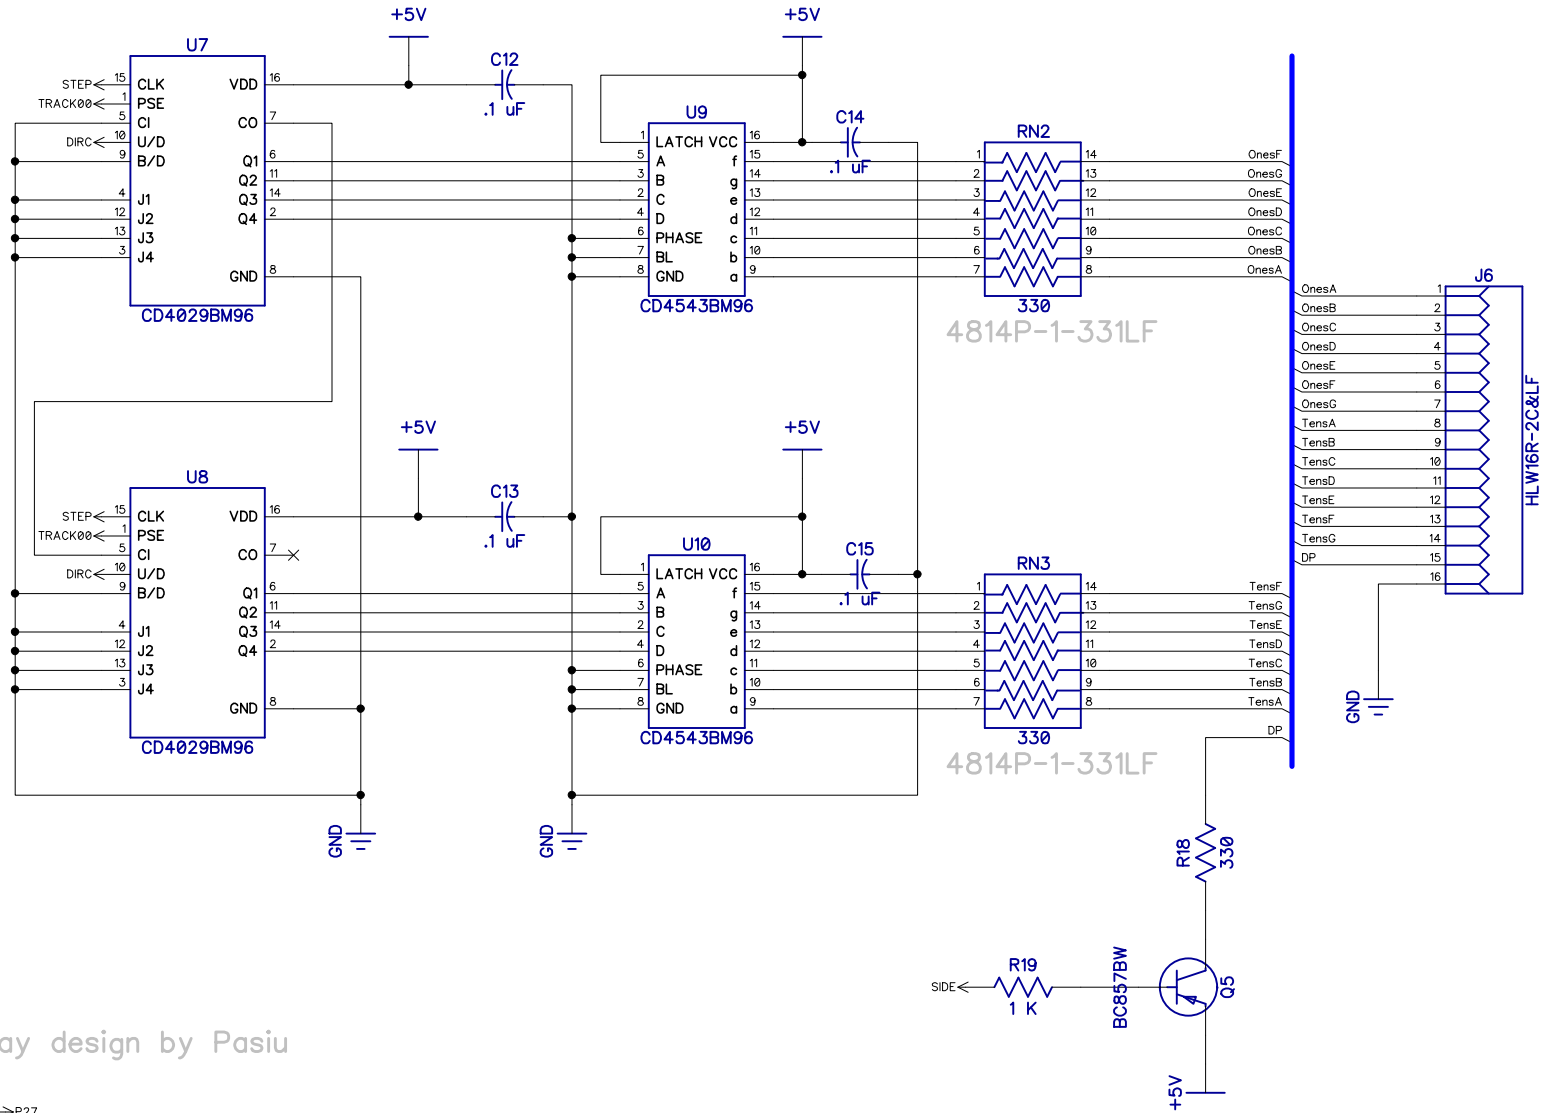 +5V
+5V
U7
STEP 15 CLK VDD 16
TRACK00 1 PSE
5 CI CO 7
DIRC 10 U/D
9 B/D Q1 6
Q2 11
4 J1 Q3 14
12 J2 Q4 2
13 J3
3 J4
GND 8
CD4029BM96
C12
.1 uF
U9
1 LATCH VCC 16
5 A f 15
3 B g 14
2 C e 13
4 D d 12
6 PHASE c 11
7 BL b 10
8 GND a 9
CD4543BM96
C14
.1 uF
RN2
1 14 OnesF
2 13 OnesG
3 12 OnesE
4 11 OnesD
5 10 OnesC
6 9 OnesB
7 8 OnesA
330
4814P-1-331LF
J6
OnesA 1
OnesB 2
OnesC 3
OnesD 4
OnesE 5
OnesF 6
OnesG 7
TensA 8
TensB 9
TensC 10
TensD 11
TensE 12
TensF 13
TensG 14
DP 15
16
HLW16R-2C&LF
GND
+5V
+5V
U8
STEP 15 CLK VDD 16
TRACK00 1 PSE
5 CI CO 7
DIRC 10 U/D
9 B/D Q1 6
Q2 11
4 J1 Q3 14
12 J2 Q4 2
13 J3
3 J4
GND 8
CD4029BM96
C13
.1 uF
U10
1 LATCH VCC 16
5 A f 15
3 B g 14
2 C e 13
4 D d 12
6 PHASE c 11
7 BL b 10
8 GND a 9
CD4543BM96
C15
.1 uF
RN3
1 14 TensF
2 13 TensG
3 12 TensE
4 11 TensD
5 10 TensC
6 9 TensB
7 8 TensA
330
4814P-1-331LF
DP
GND
GND
R18
330
SIDE
R19
1 K
BC857BW
Q5
+5V
ay design by Pasiu
P27